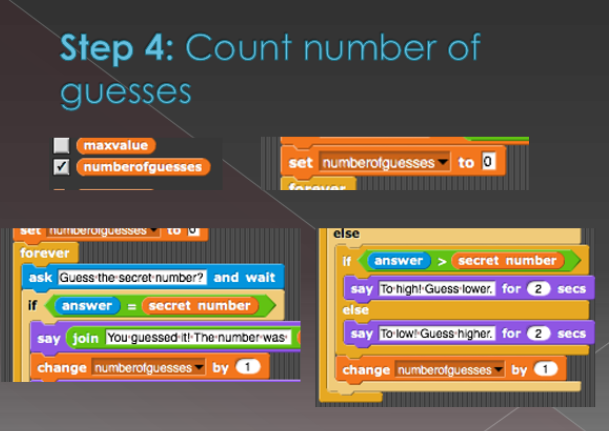 Step 4: Count number of
guesses
maxvalue
numberofguesses
set numberofguesses to 0
forever
set numberofguesses to 0
forever
ask Guess the secret number? and wait
if answer = secret number
say join You guessed it! The number was
change numberofguesses by 1
else
if answer > secret number
say To high! Guess lower. for 2 secs
else
say To low! Guess higher. for 2 secs
change numberofguesses by 1